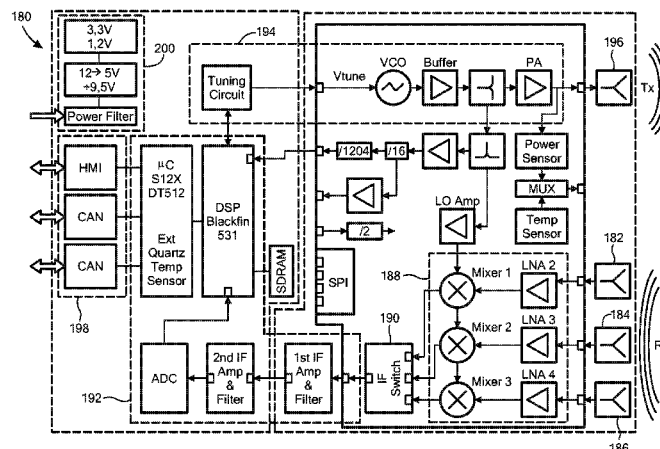 180
3,3V
1,2V
12→ 5V
÷9,5V
Power Filter
200
194
Tuning
Circuit
Vtune
VCO
Buffer
PA
196
Tx
HMI
CAN
CAN
198
µC
S12X
DT512
Ext
Quartz
Temp
Sensor
DSP
Blackfin
531
SDRAM
/1204
/16
/2
SPI
Power
Sensor
MUX
Temp
Sensor
LO Amp
188
Mixer 1
Mixer 2
Mixer 3
LNA 2
LNA 3
LNA 4
182
184
186
R
190
IF
Switch
1st IF
Amp
&
Filter
2nd IF
Amp
&
Filter
ADC
192